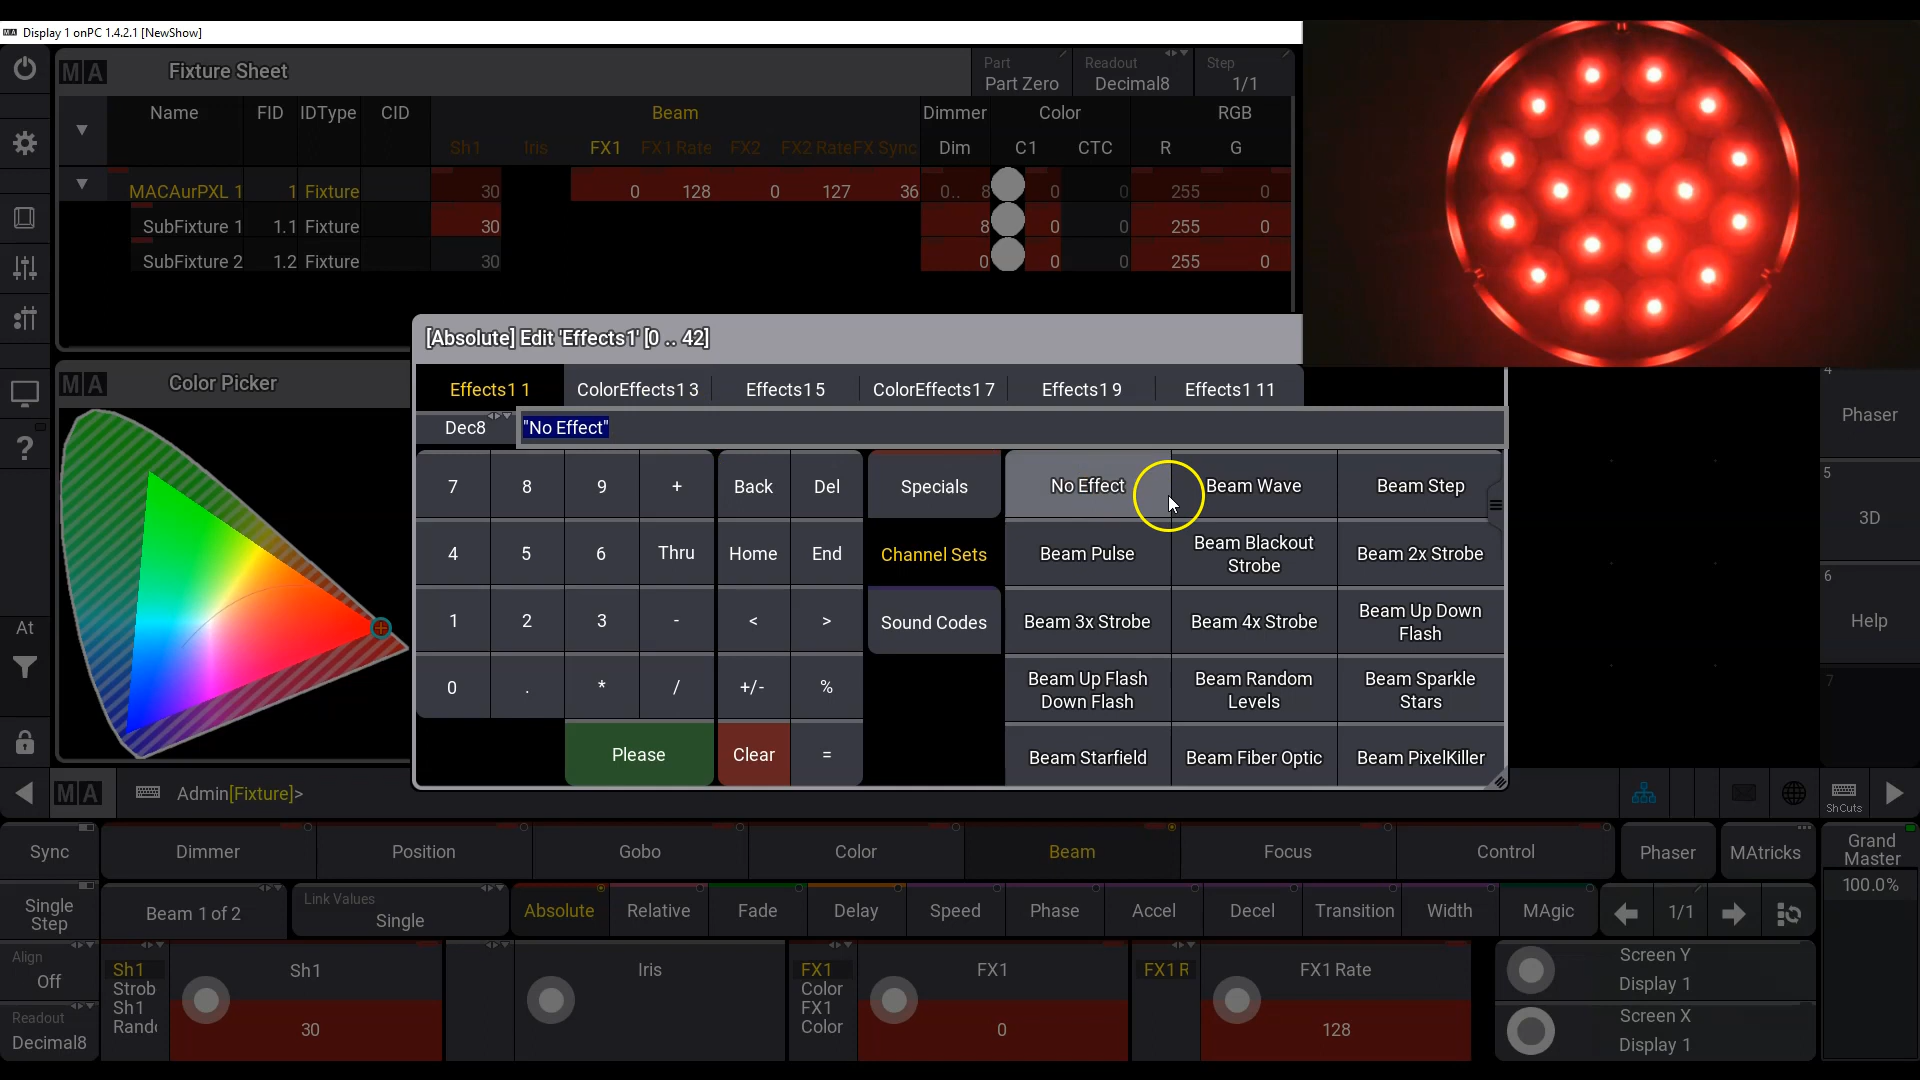 Display 1 onPC 1.4.2.1 [NewShow]
MA Fixture Sheet
Part
Part Zero
Readout
Decimal8
Step
1/1
Name FID IDType CID Beam Dimmer Color RGB
Sh1 Iris FX1 FX1 Rate FX2 FX2 Rate FX Sync Dim C1 CTC R G
MACAurPXL 1 1 Fixture 30 0 128 0 127 36 0.. 8 0 0 255 0
SubFixture 1 1.1 Fixture 30 8 0 0 255 0
SubFixture 2 1.2 Fixture 30 0 0 0 255 0
MA Color Picker
[Absolute] Edit 'Effects1' [0 .. 42]
Effects1 1 ColorEffects1 3 Effects1 5 ColorEffects1 7 Effects1 9 Effects1 11
Dec8 "No Effect"
7 8 9 + Back Del Specials No Effect Beam Wave Beam Step
4 5 6 Thru Home End Channel Sets Beam Pulse Beam Blackout Strobe Beam 2x Strobe
1 2 3 - < > Sound Codes Beam 3x Strobe Beam 4x Strobe Beam Up Down Flash
0 . * / +/- % Beam Up Flash Down Flash Beam Random Levels Beam Sparkle Stars
Please Clear = Beam Starfield Beam Fiber Optic Beam PixelKiller
4
Phaser
5
3D
6
Help
7
?
At
MA Admin[Fixture]>
ShCuts
Sync Dimmer Position Gobo Color Beam Focus Control Phaser MAtricks Grand Master
100.0%
Single Step
Beam 1 of 2
Link Values
Single
Absolute Relative Fade Delay Speed Phase Accel Decel Transition Width MAgic 1/1
Align
Off
Readout
Decimal8
Sh1
Strob
Sh1
Rand
Sh1
30
Iris
FX1
Color
FX1
Color
FX1
0
FX1 R
FX1 Rate
128
Screen Y
Display 1
Screen X
Display 1